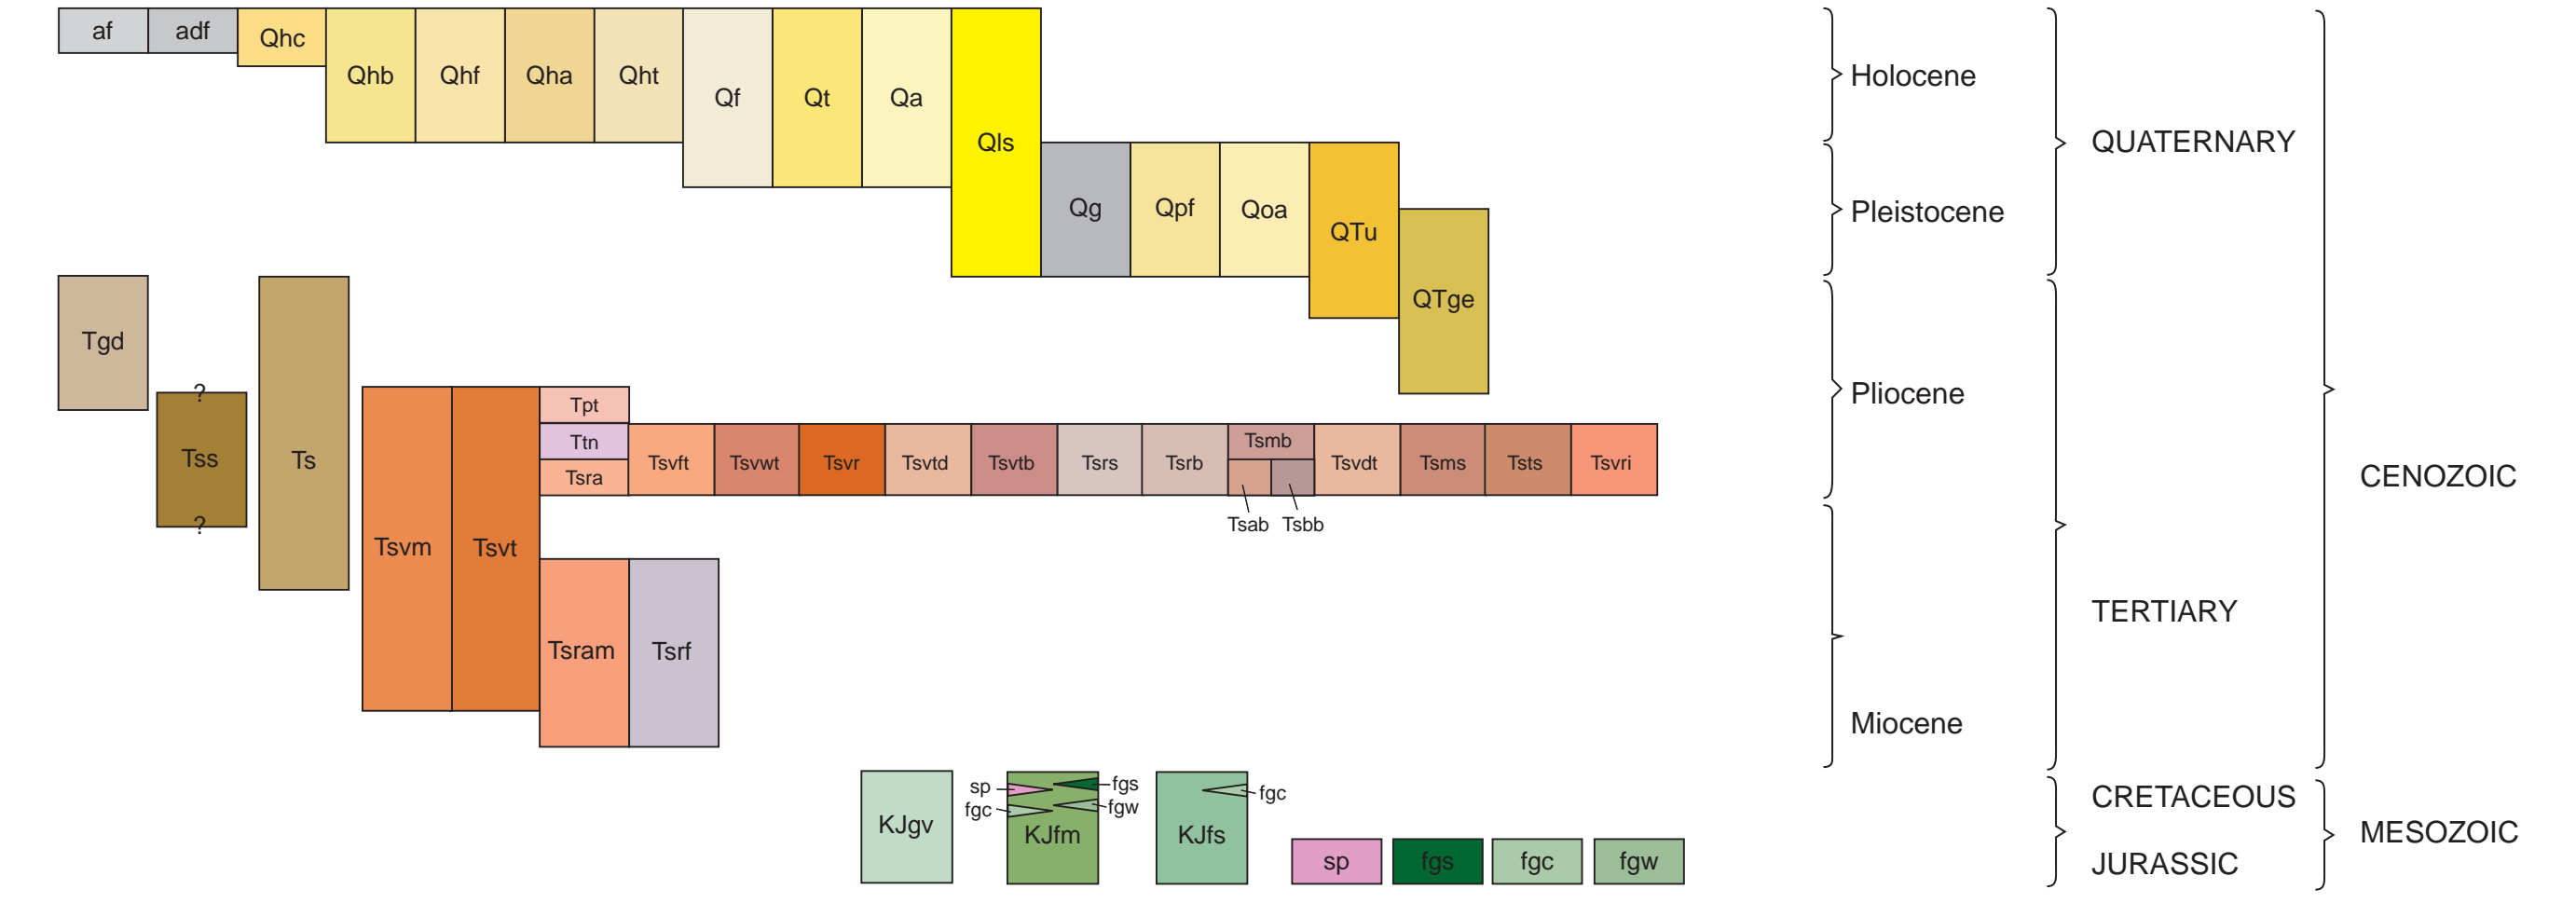 af adf Qhc
Qhb Qhf Qha Qht Qf Qt Qa Qls
Holocene
QUATERNARY
Qg Qpf Qoa QTu QTge
Pleistocene
Tgd
?
Tss
?
Ts
Tsvm Tsvt
Tpt
Ttn
Tsra
Tsvft Tsvwt Tsvr Tsvtd Tsvtb Tsrs Tsrb Tsmb Tsvdt Tsms Tsts Tsvri
Tsab Tsbb
Pliocene
CENOZOIC
Tsram Tsrf
TERTIARY
Miocene
KJgv
sp fgs
fgc fgw
KJfm
fgc
KJfs
sp fgs fgc fgw
CRETACEOUS
MESOZOIC
JURASSIC